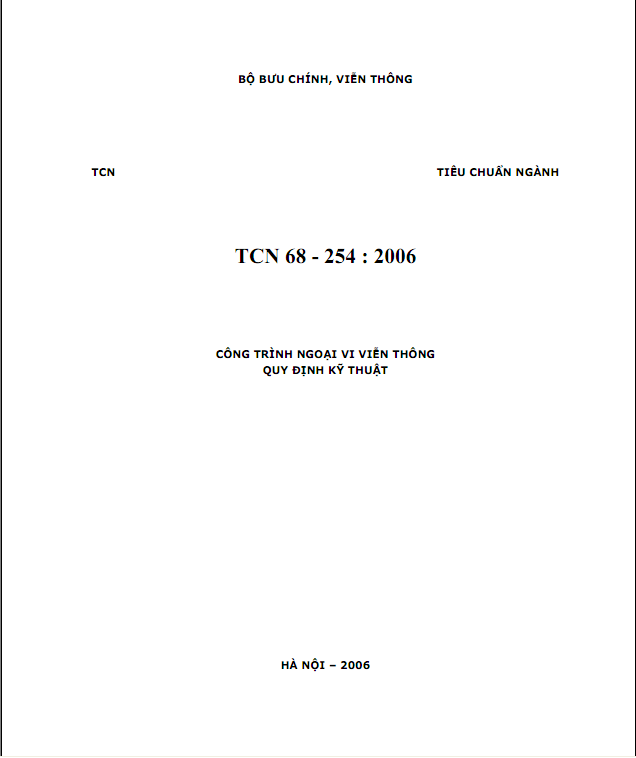 BỘ BƯU CHÍNH, VIỄN THÔNG
TCN TIÊU CHUẨN NGÀNH
TCN 68 - 254 : 2006
CÔNG TRÌNH NGOẠI VI VIỄN THÔNG
QUY ĐỊNH KỸ THUẬT
HÀ NỘI – 2006